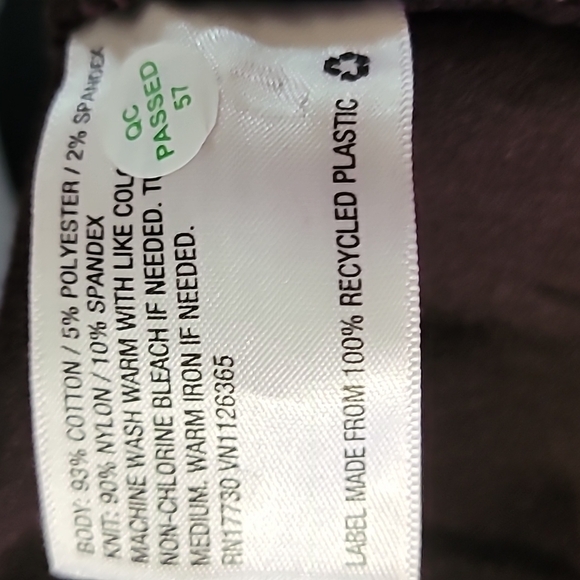 BODY: 93% COTTON / 5% POLYESTER / 2% SPANDEX
KNIT: 90% NYLON / 10% SPANDEX
MACHINE WASH WARM WITH LIKE
NON-CHLORINE BLEACH IF NEEDED.
MEDIUM. WARM IRON IF NEEDED.
RN17730 VN1126365
LABEL MADE FROM 100% RECYCLED PLASTIC
QC
PASSED
57